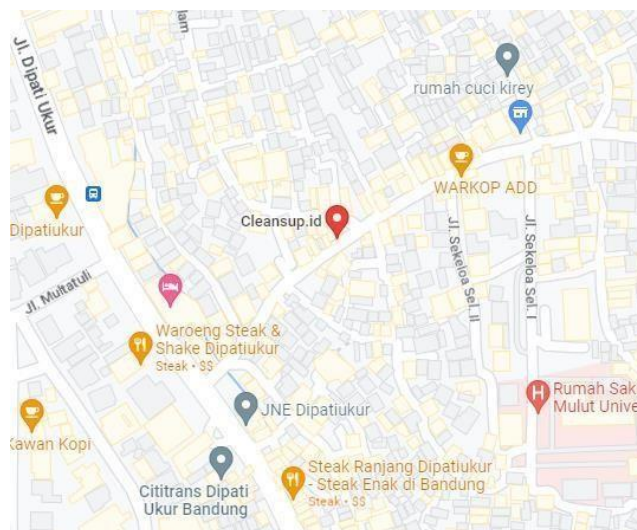 lam
Jl. Dipati Ukur
rumah cuci kirey
WARKOP ADD
Dipatiukur
Cleansup.id
Jl. Sekeloa Sel. II
Jl. Sekeloa Sel. I
Jl. Multatuli
Waroeng Steak &
Shake Dipatiukur
Steak • $$
H
Rumah Sak
Mulut Unive
JNE Dipatiukur
Kawan Kopi
Steak Ranjang Dipatiukur
- Steak Enak di Bandung
Steak • $$
Cititrans Dipati
Ukur Bandung